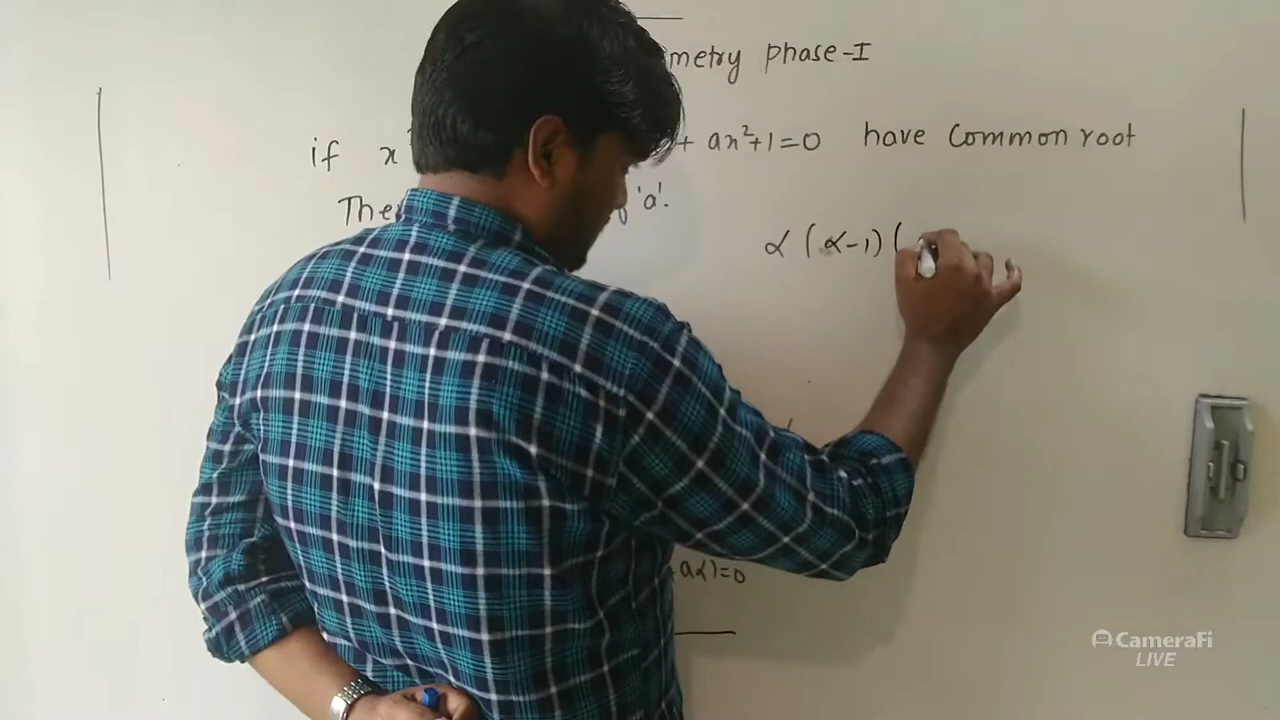 metry phase-I
if x + ax²+1=0 have Common root
The 'a'.
α (α-1) (
aα)=0
CameraFi
LIVE